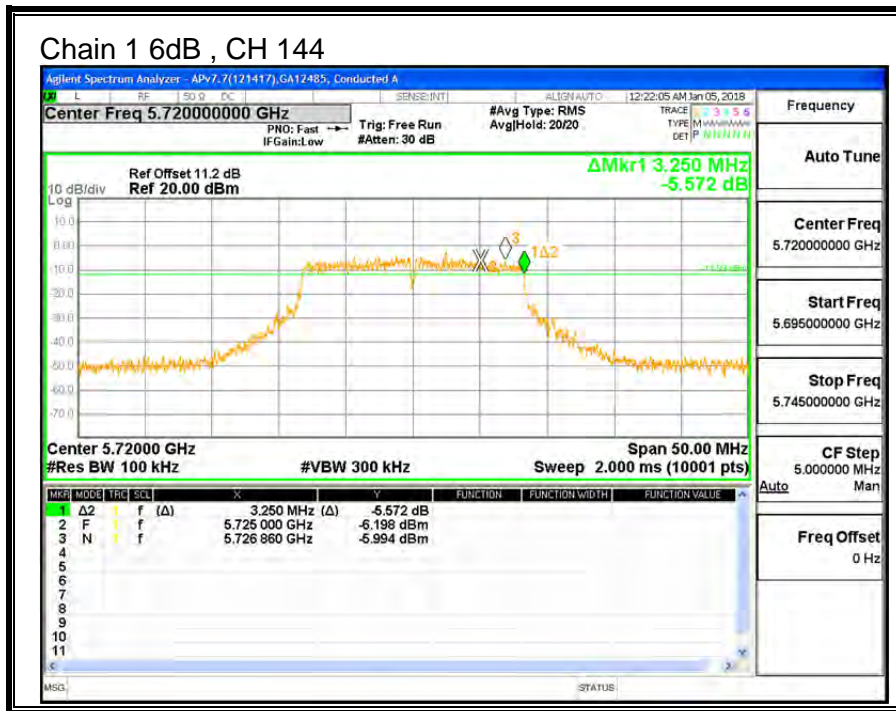 Chain 1 6dB , CH 144
Agilent Spectrum Analyzer - APv7.7(121417),GA12485, Conducted A
L RF 50 Ω DC SENSE:INT ALIGN AUTO 12:22:05 AM Jan 05, 2018
Center Freq 5.720000000 GHz
PNO: Fast
IFGain:Low
Trig: Free Run
#Atten: 30 dB
#Avg Type: RMS
Avg|Hold: 20/20
TRACE 1 2 3 4 5 6
TYPE M
DET P N N N N N
Frequency
Auto Tune
Center Freq
5.720000000 GHz
Start Freq
5.695000000 GHz
Stop Freq
5.745000000 GHz
CF Step
5.000000 MHz
Auto Man
Freq Offset
0 Hz
ΔMkr1 3.250 MHz
-5.572 dB
Ref Offset 11.2 dB
10 dB/div Ref 20.00 dBm
Log
10.0
0.00
-10.0
-20.0
-30.0
-40.0
-50.0
-60.0
-70.0
3
1Δ2
Center 5.72000 GHz Span 50.00 MHz
#Res BW 100 kHz #VBW 300 kHz Sweep 2.000 ms (10001 pts)
MKR MODE TRC SCL X Y FUNCTION FUNCTION WIDTH FUNCTION VALUE
1 Δ2 1 f (Δ) 3.250 MHz (Δ) -5.572 dB
2 F 1 f 5.725 000 GHz -6.198 dBm
3 N 1 f 5.726 860 GHz -5.994 dBm
4
5
6
7
8
9
10
11
MSG STATUS